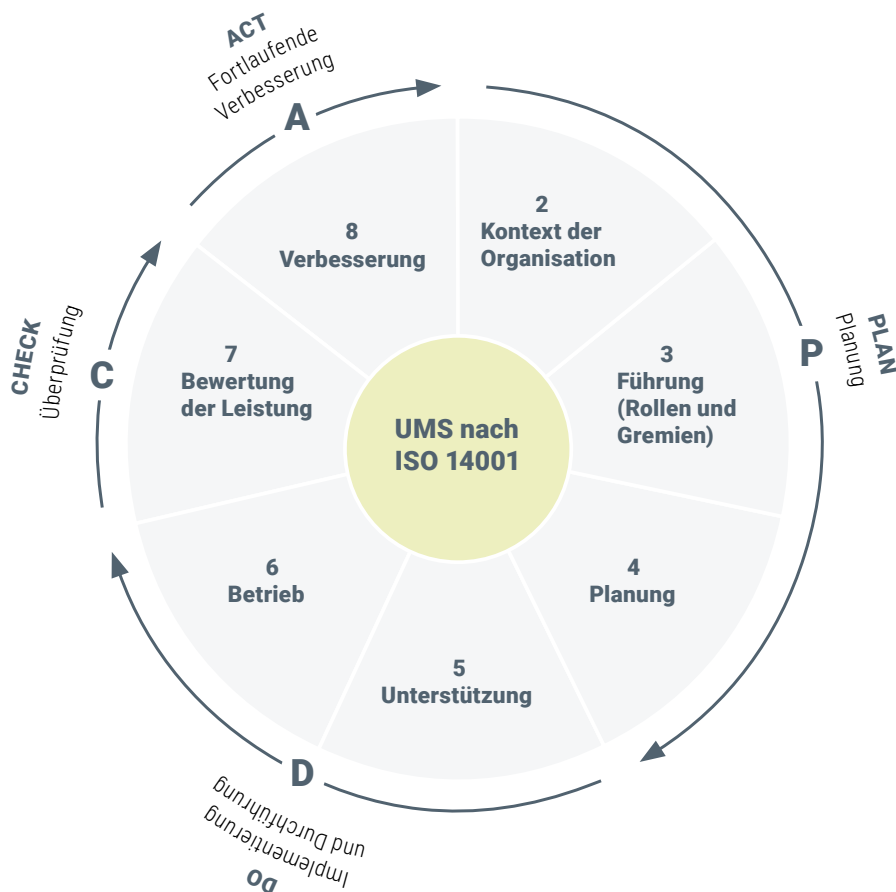 ACT
Fortlaufende
Verbesserung
A
2
Kontext der
Organisation
3
Führung
(Rollen und
Gremien)
P
PLAN
Planung
4
Planung
5
Unterstützung
D
DO
Implementierung
und Durchführung
6
Betrieb
7
Bewertung
der Leistung
C
CHECK
Überprüfung
8
Verbesserung
UMS nach
ISO 14001